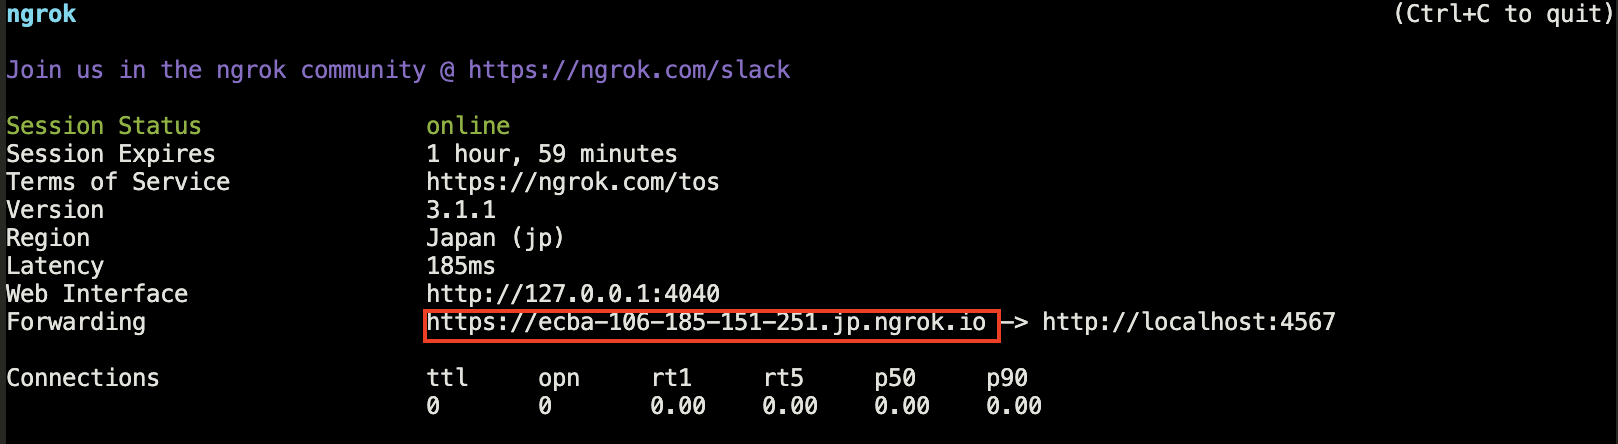 ngrok (Ctrl+C to quit)
Join us in the ngrok community @ https://ngrok.com/slack
Session Status online
Session Expires 1 hour, 59 minutes
Terms of Service https://ngrok.com/tos
Version 3.1.1
Region Japan (jp)
Latency 185ms
Web Interface http://127.0.0.1:4040
Forwarding https://ecba-106-185-151-251.jp.ngrok.io -> http://localhost:4567
Connections ttl opn rt1 rt5 p50 p90
0 0 0.00 0.00 0.00 0.00